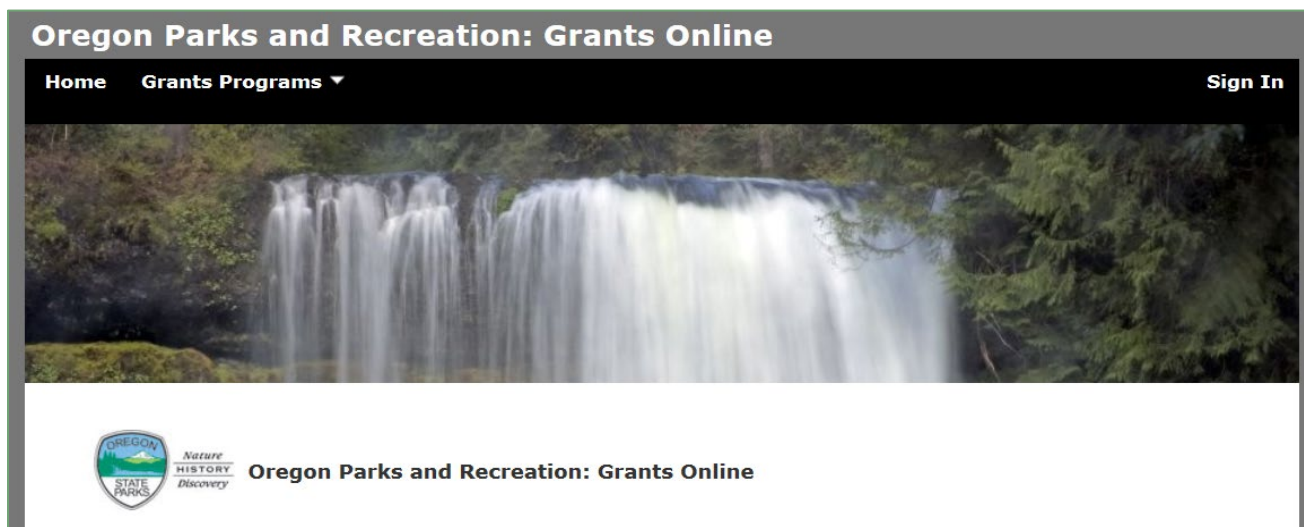 Oregon Parks and Recreation: Grants Online
Home Grants Programs Sign In
OREGON
STATE
PARKS
Nature
HISTORY
Discovery
Oregon Parks and Recreation: Grants Online